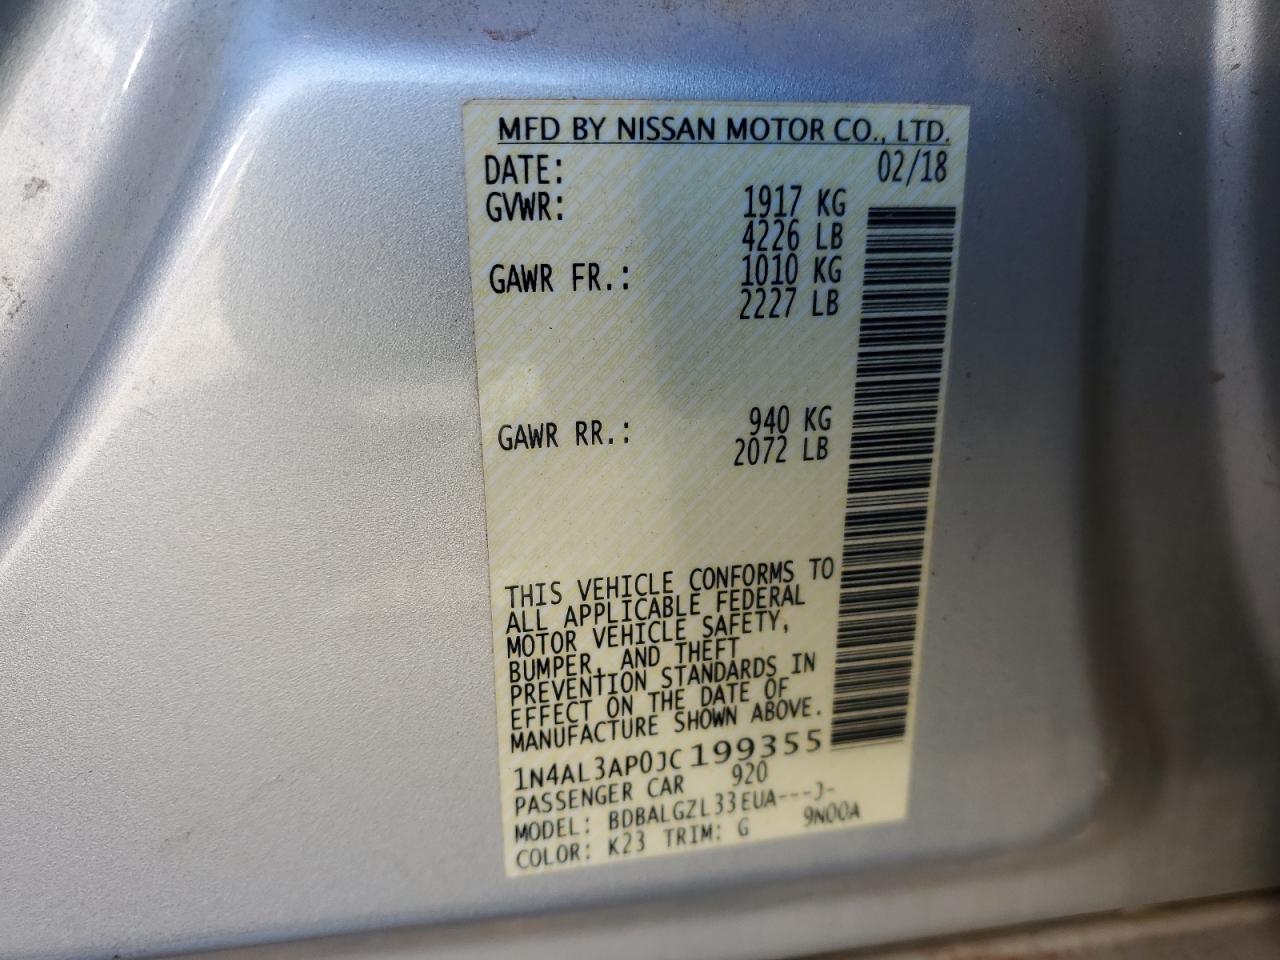 MFD BY NISSAN MOTOR CO., LTD.
DATE: 02/18
GVWR: 1917 KG
4226 LB
GAWR FR.: 1010 KG
2227 LB
GAWR RR.: 940 KG
2072 LB
THIS VEHICLE CONFORMS TO
ALL APPLICABLE FEDERAL
MOTOR VEHICLE SAFETY,
BUMPER, AND THEFT
PREVENTION STANDARDS IN
EFFECT ON THE DATE OF
MANUFACTURE SHOWN ABOVE.
1N4AL3AP0JC199355
PASSENGER CAR 920
MODEL: BDBALGZL33EUA---J-
COLOR: K23 TRIM: G 9N00A